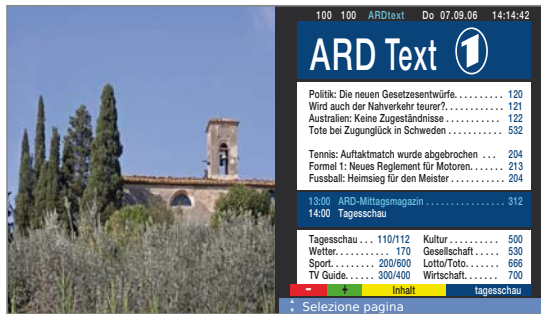 100 100 ARDtext Do 07.09.06 14:14:42
ARD Text 1
Politik: Die neuen Gesetzesentwürfe.......... 120
Wird auch der Nahverkehr teurer?............ 121
Australien: Keine Zugeständnisse ............ 122
Tote bei Zugunglück in Schweden ........... 532
Tennis: Auftaktmatch wurde abgebrochen ... 204
Formel 1: Neues Reglement für Motoren....... 213
Fussball: Heimsieg für den Meister ........... 204
13:00 ARD-Mittagsmagazin ................ 312
14:00 Tagesschau
Tagesschau ... 110/112 Kultur ........... 500
Wetter........... 170 Gesellschaft...... 530
Sport......... 200/600 Lotto/Toto....... 666
TV Guide...... 300/400 Wirtschaft....... 700
- + Inhalt tagesschau
Selezione pagina